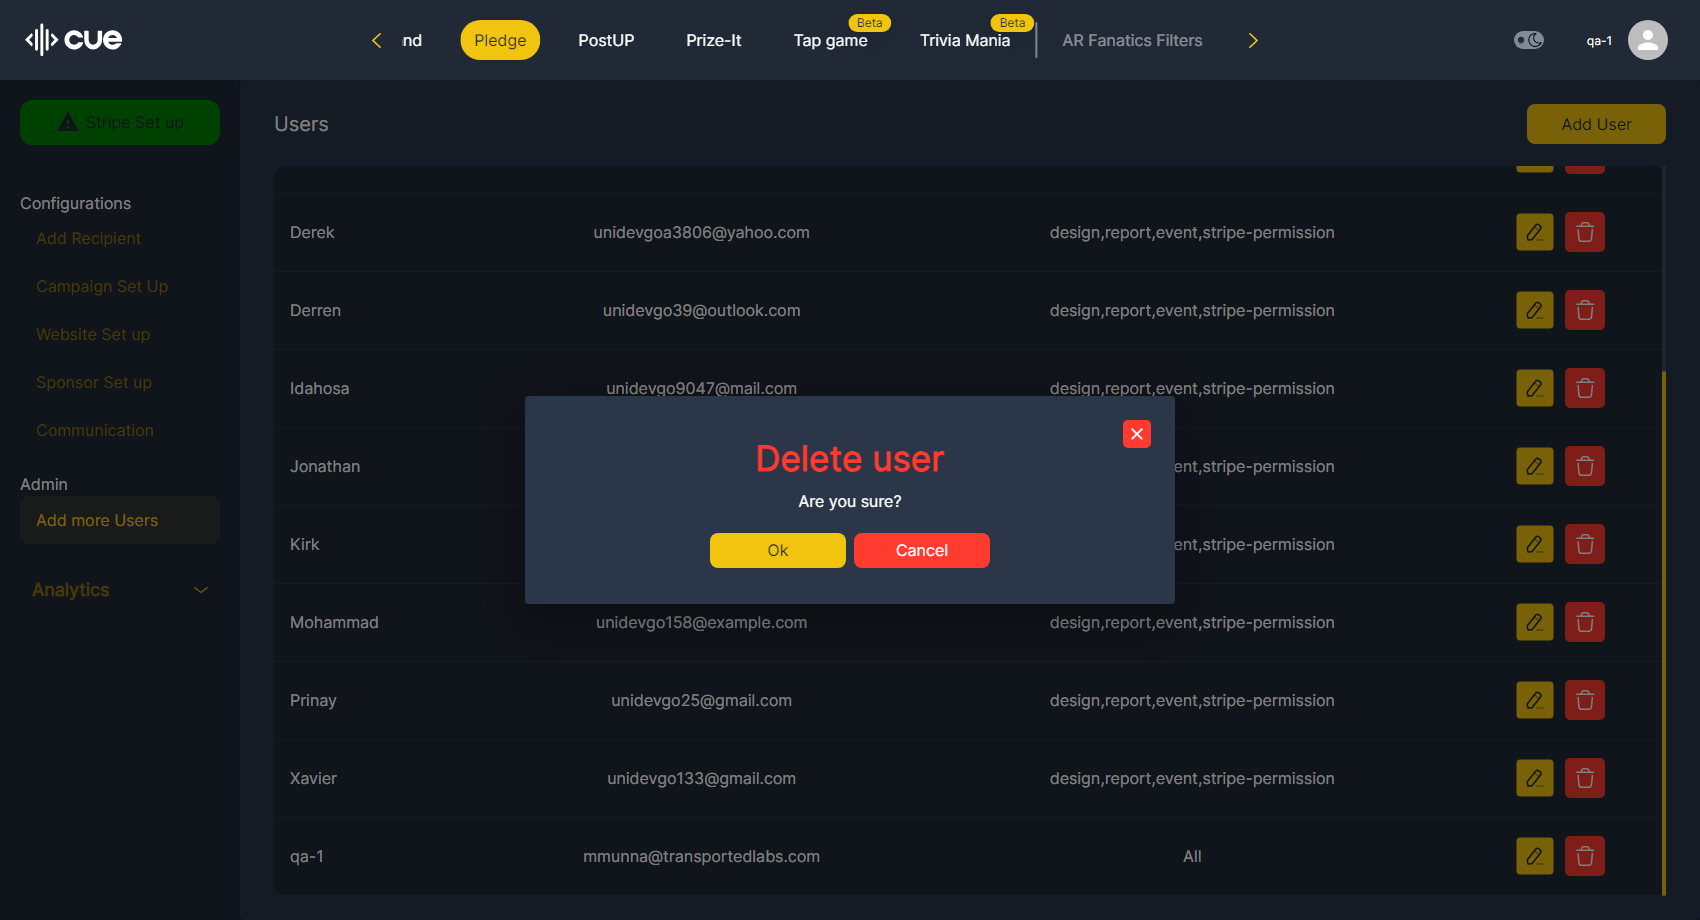 cue
nd
Pledge
PostUP
Prize-It
Tap game
Beta
Trivia Mania
Beta
AR Fanatics Filters
qa-1
Stripe Set up
Configurations
Add Recipient
Campaign Set Up
Website Set up
Sponsor Set up
Communication
Admin
Add more Users
Analytics
Users
Add User
Derek unidevgoa3806@yahoo.com design,report,event,stripe-permission
Derren unidevgo39@outlook.com design,report,event,stripe-permission
Idahosa unidevgo9047@mail.com design,report,event,stripe-permission
Jonathan ent,stripe-permission
Kirk ent,stripe-permission
Mohammad unidevgo158@example.com design,report,event,stripe-permission
Prinay unidevgo25@gmail.com design,report,event,stripe-permission
Xavier unidevgo133@gmail.com design,report,event,stripe-permission
qa-1 mmunna@transportedlabs.com All
Delete user
Are you sure?
Ok
Cancel